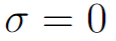 σ = 0